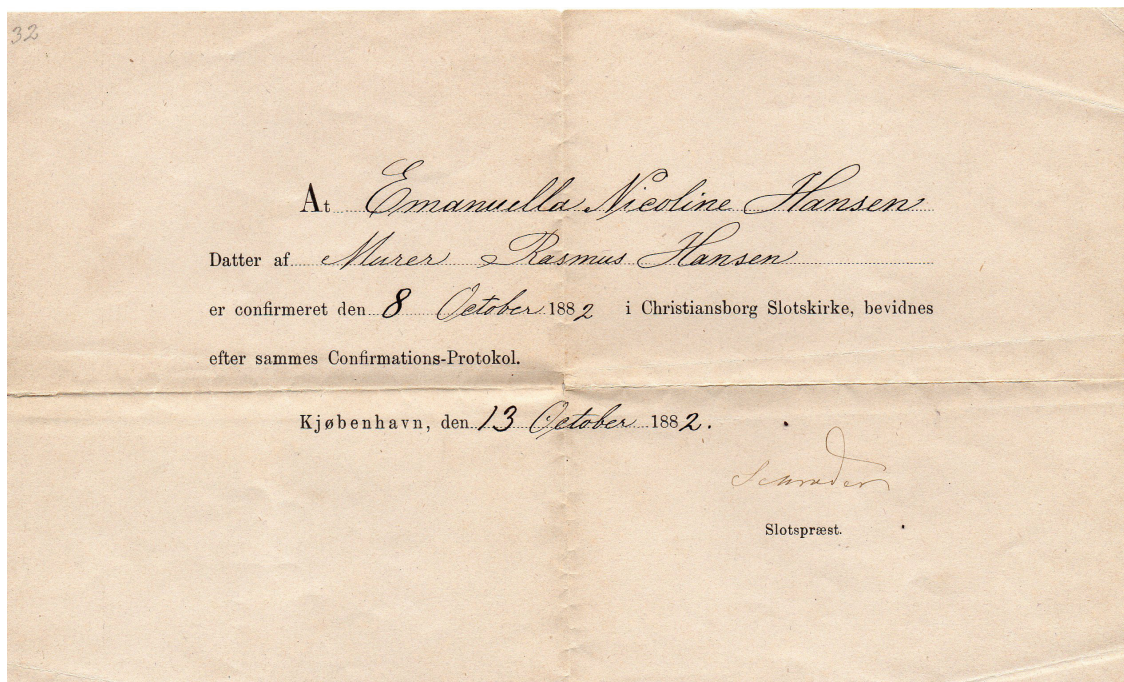 32
At Emanuella Nicoline Hansen
Datter af Murer Rasmus Hansen
er confirmeret den 8 October 1882 i Christiansborg Slotskirke, bevidnes
efter sammes Confirmations-Protokol.
Kjøbenhavn, den 13 October 1882.
Slotspræst.